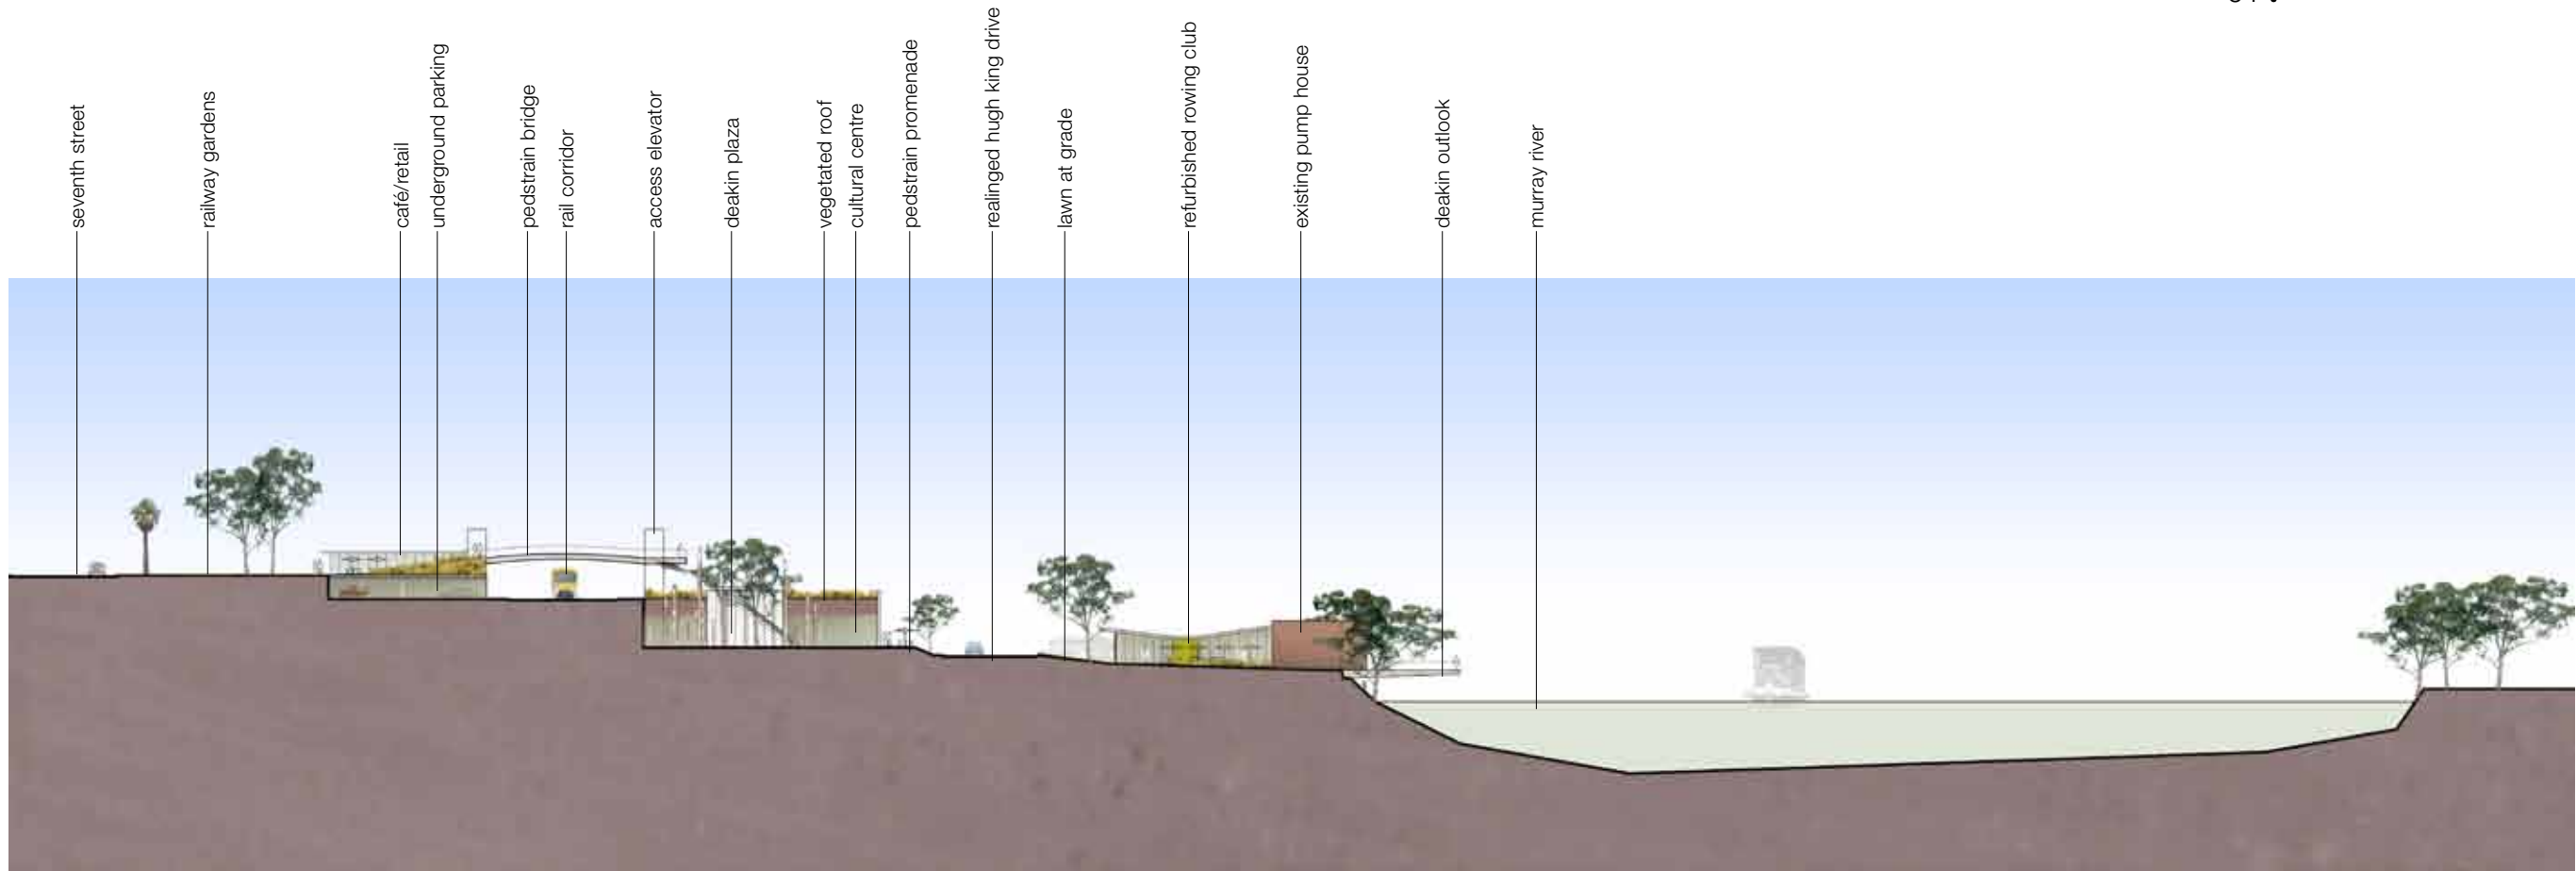 seventh street
railway gardens
café/retail
underground parking
pedstrain bridge
rail corridor
access elevator
deakin plaza
vegetated roof
cultural centre
pedstrain promenade
realinged hugh king drive
lawn at grade
refurbished rowing club
existing pump house
deakin outlook
murray river